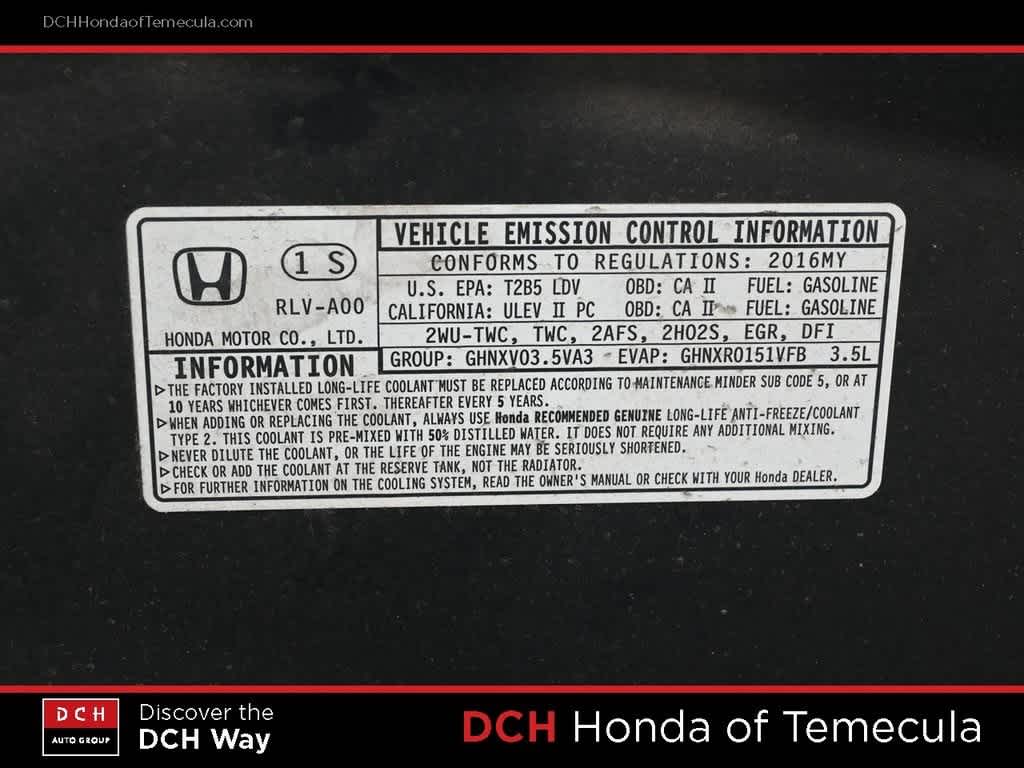 DCHHondaofTemecula.com
1 S
RLV-A00
HONDA MOTOR CO., LTD.
VEHICLE EMISSION CONTROL INFORMATION
CONFORMS TO REGULATIONS: 2016MY
U.S. EPA: T2B5 LDV OBD: CA II FUEL: GASOLINE
CALIFORNIA: ULEV II PC OBD: CA II FUEL: GASOLINE
2WU-TWC, TWC, 2AFS, 2HO2S, EGR, DFI
GROUP: GHNXV03.5VA3 EVAP: GHNXR0151VFB 3.5L
INFORMATION
▷THE FACTORY INSTALLED LONG-LIFE COOLANT MUST BE REPLACED ACCORDING TO MAINTENANCE MINDER SUB CODE 5, OR AT
10 YEARS WHICHEVER COMES FIRST. THEREAFTER EVERY 5 YEARS.
▷WHEN ADDING OR REPLACING THE COOLANT, ALWAYS USE Honda RECOMMENDED GENUINE LONG-LIFE ANTI-FREEZE/COOLANT
TYPE 2. THIS COOLANT IS PRE-MIXED WITH 50% DISTILLED WATER. IT DOES NOT REQUIRE ANY ADDITIONAL MIXING.
▷NEVER DILUTE THE COOLANT, OR THE LIFE OF THE ENGINE MAY BE SERIOUSLY SHORTENED.
▷CHECK OR ADD THE COOLANT AT THE RESERVE TANK, NOT THE RADIATOR.
▷FOR FURTHER INFORMATION ON THE COOLING SYSTEM, READ THE OWNER'S MANUAL OR CHECK WITH YOUR Honda DEALER.
DCH
AUTO GROUP
Discover the
DCH Way
DCH Honda of Temecula